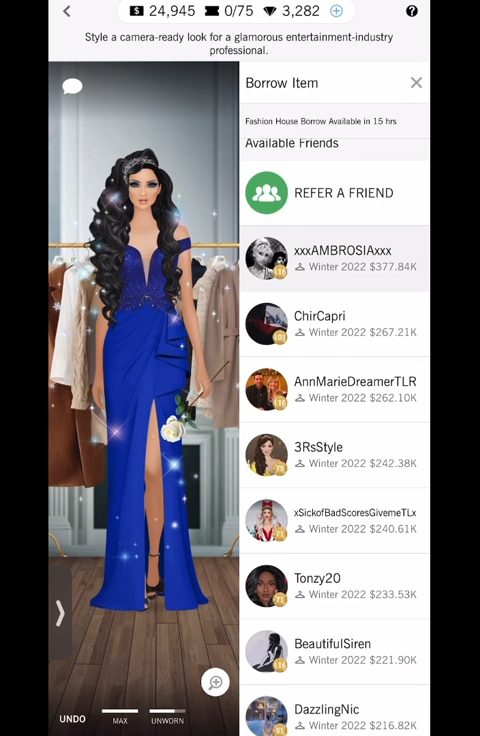 24,945 0/75 3,282
Style a camera-ready look for a glamorous entertainment-industry
professional.
Borrow Item
Fashion House Borrow Available in 15 hrs
Available Friends
REFER A FRIEND
xxxAMBROSIAxxx
Winter 2022 $377.84K
ChirCapri
Winter 2022 $267.21K
AnnMarieDreamerTLR
Winter 2022 $262.10K
3RsStyle
Winter 2022 $242.38K
xSickofBadScoresGivemeTLx
Winter 2022 $240.61K
Tonzy20
Winter 2022 $233.53K
BeautifulSiren
Winter 2022 $221.90K
DazzlingNic
Winter 2022 $216.82K
UNDO
MAX
UNWORN